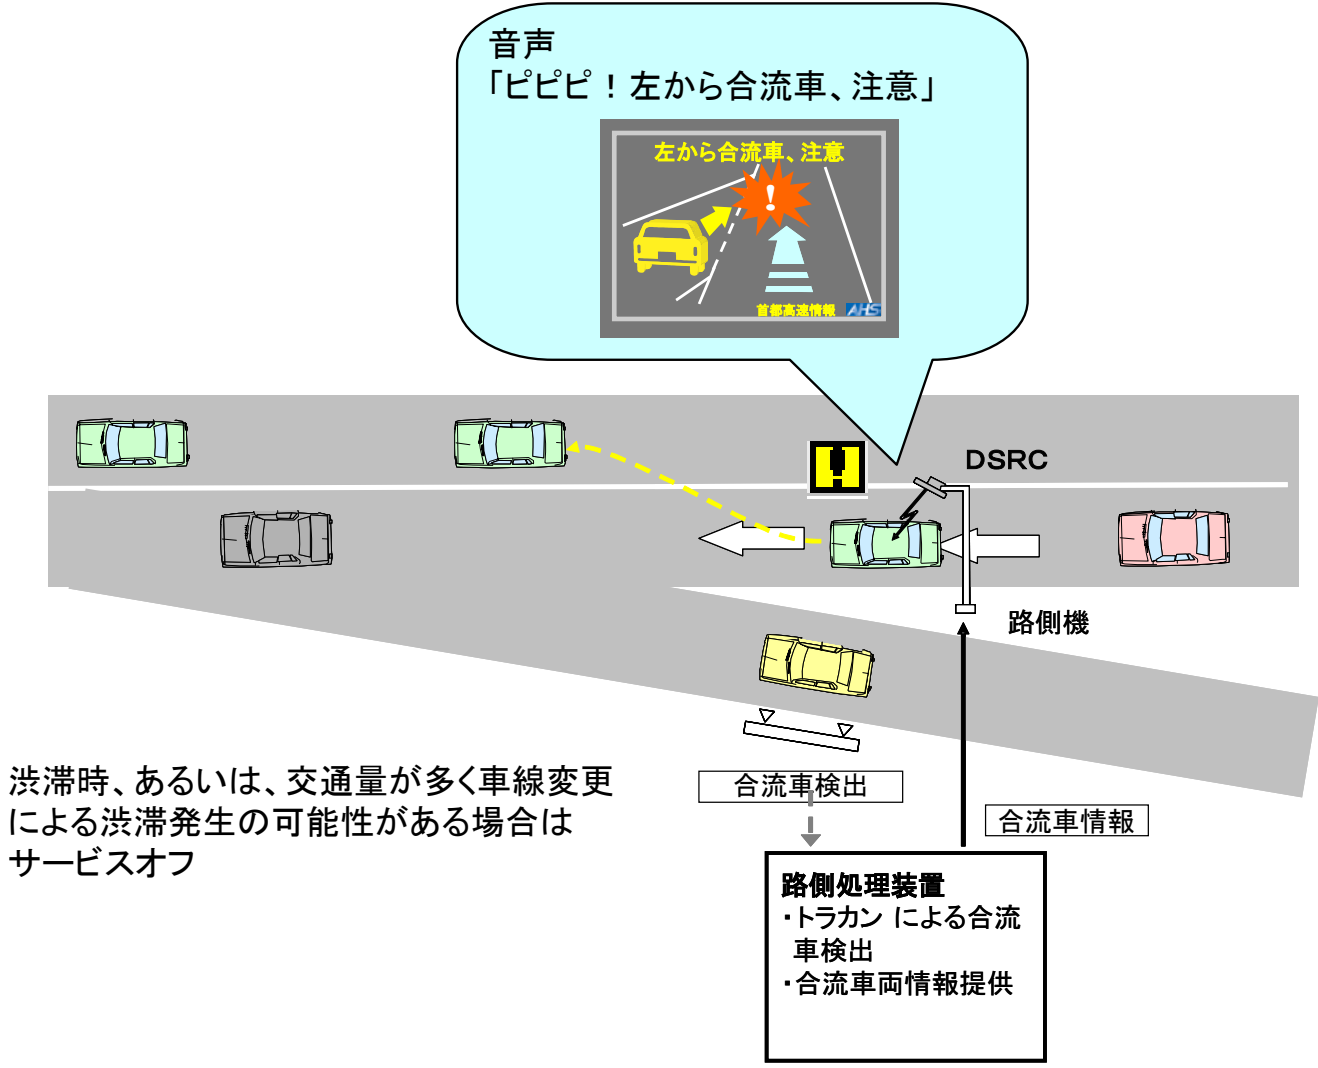 音声
「ピピピ！左から合流車、注意」
左から合流車、注意
首都高速情報 AHS
DSRC
路側機
渋滞時、あるいは、交通量が多く車線変更
による渋滞発生の可能性がある場合は
サービスオフ
合流車検出
合流車情報
路側処理装置
・トラカン による合流
車検出
・合流車両情報提供